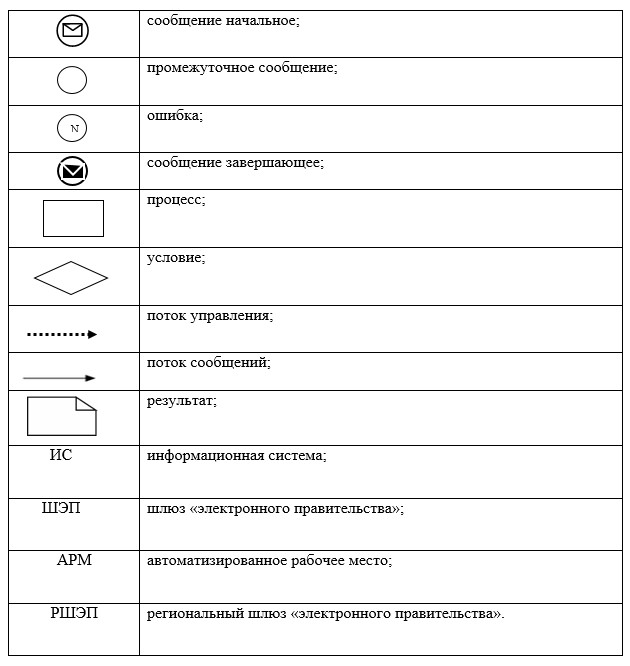 сообщение начальное;
промежуточное сообщение;
N ошибка;
сообщение завершающее;
процесс;
условие;
поток управления;
поток сообщений;
результат;
ИС информационная система;
ШЭП шлюз «электронного правительства»;
АРМ автоматизированное рабочее место;
РШЭП региональный шлюз «электронного правительства».